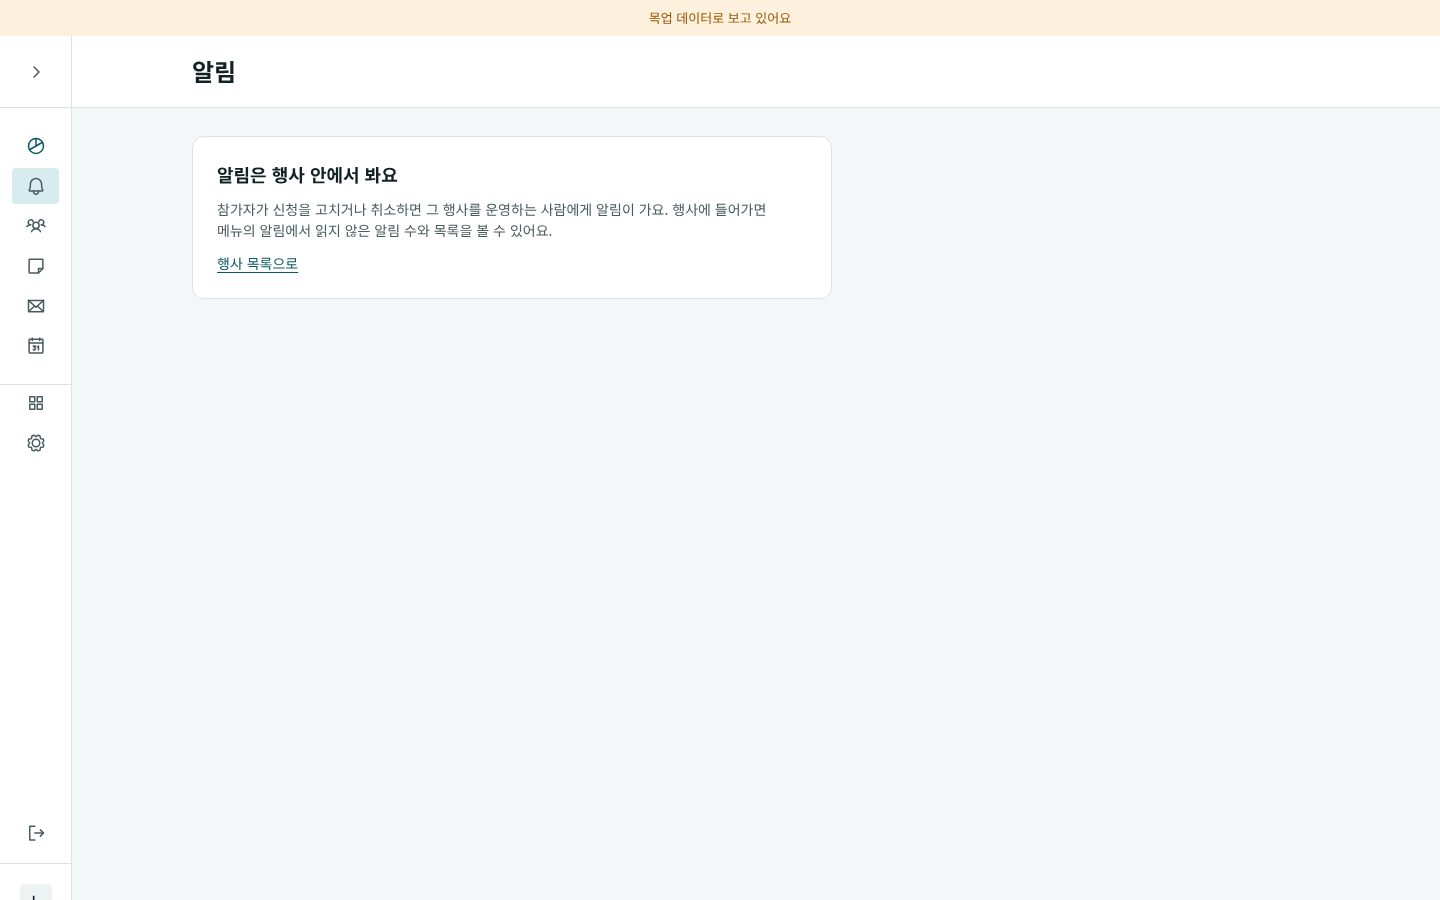 목업 데이터로 보고 있어요
알림
알림은 행사 안에서 봐요
참가자가 신청을 고치거나 취소하면 그 행사를 운영하는 사람에게 알림이 가요. 행사에 들어가면
메뉴의 알림에서 읽지 않은 알림 수와 목록을 볼 수 있어요.
행사 목록으로
31